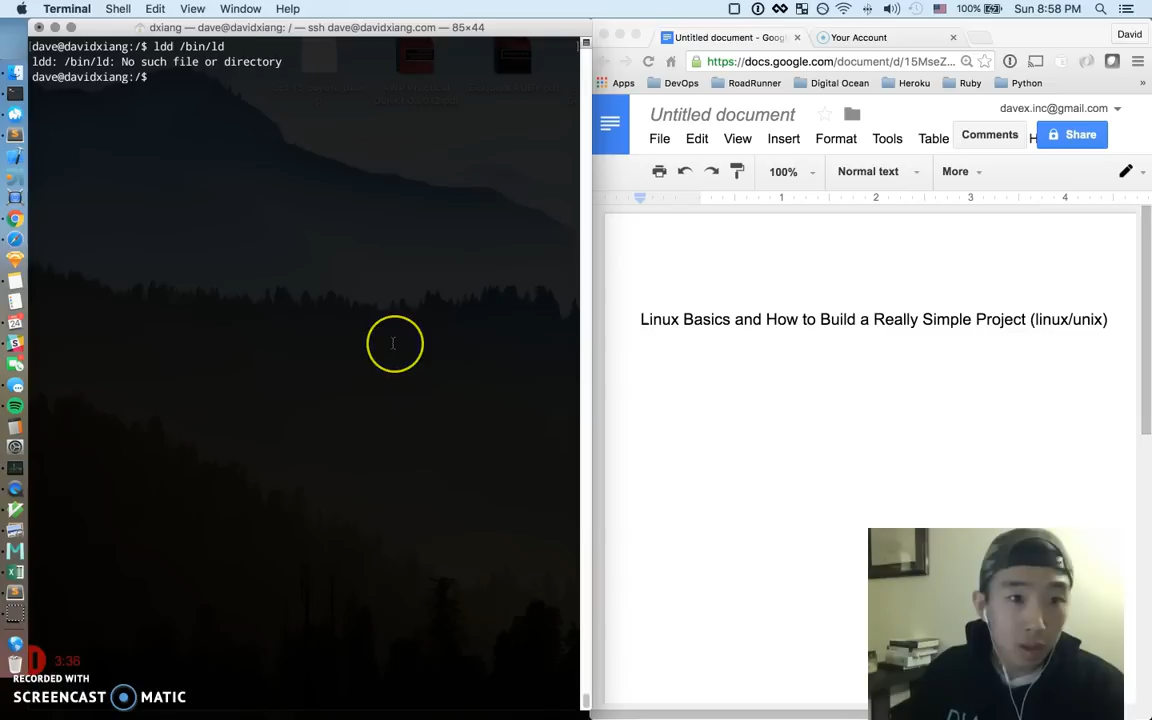 Terminal Shell Edit View Window Help
100% Sun 8:58 PM
dxiang — dave@davidxiang: / — ssh dave@davidxiang.com — 85×44
dave@davidxiang:/$ ldd /bin/ld
ldd: /bin/ld: No such file or directory
dave@davidxiang:/$
Untitled document - Goog
Your Account
David
https://docs.google.com/document/d/15MseZ...
Apps DevOps RoadRunner Digital Ocean Heroku Ruby Python »
Untitled document
davex.inc@gmail.com
File Edit View Insert Format Tools Table H
Comments
Share
100% Normal text More
1 2 3 4
Linux Basics and How to Build a Really Simple Project (linux/unix)
3:36
RECORDED WITH
SCREENCAST MATIC